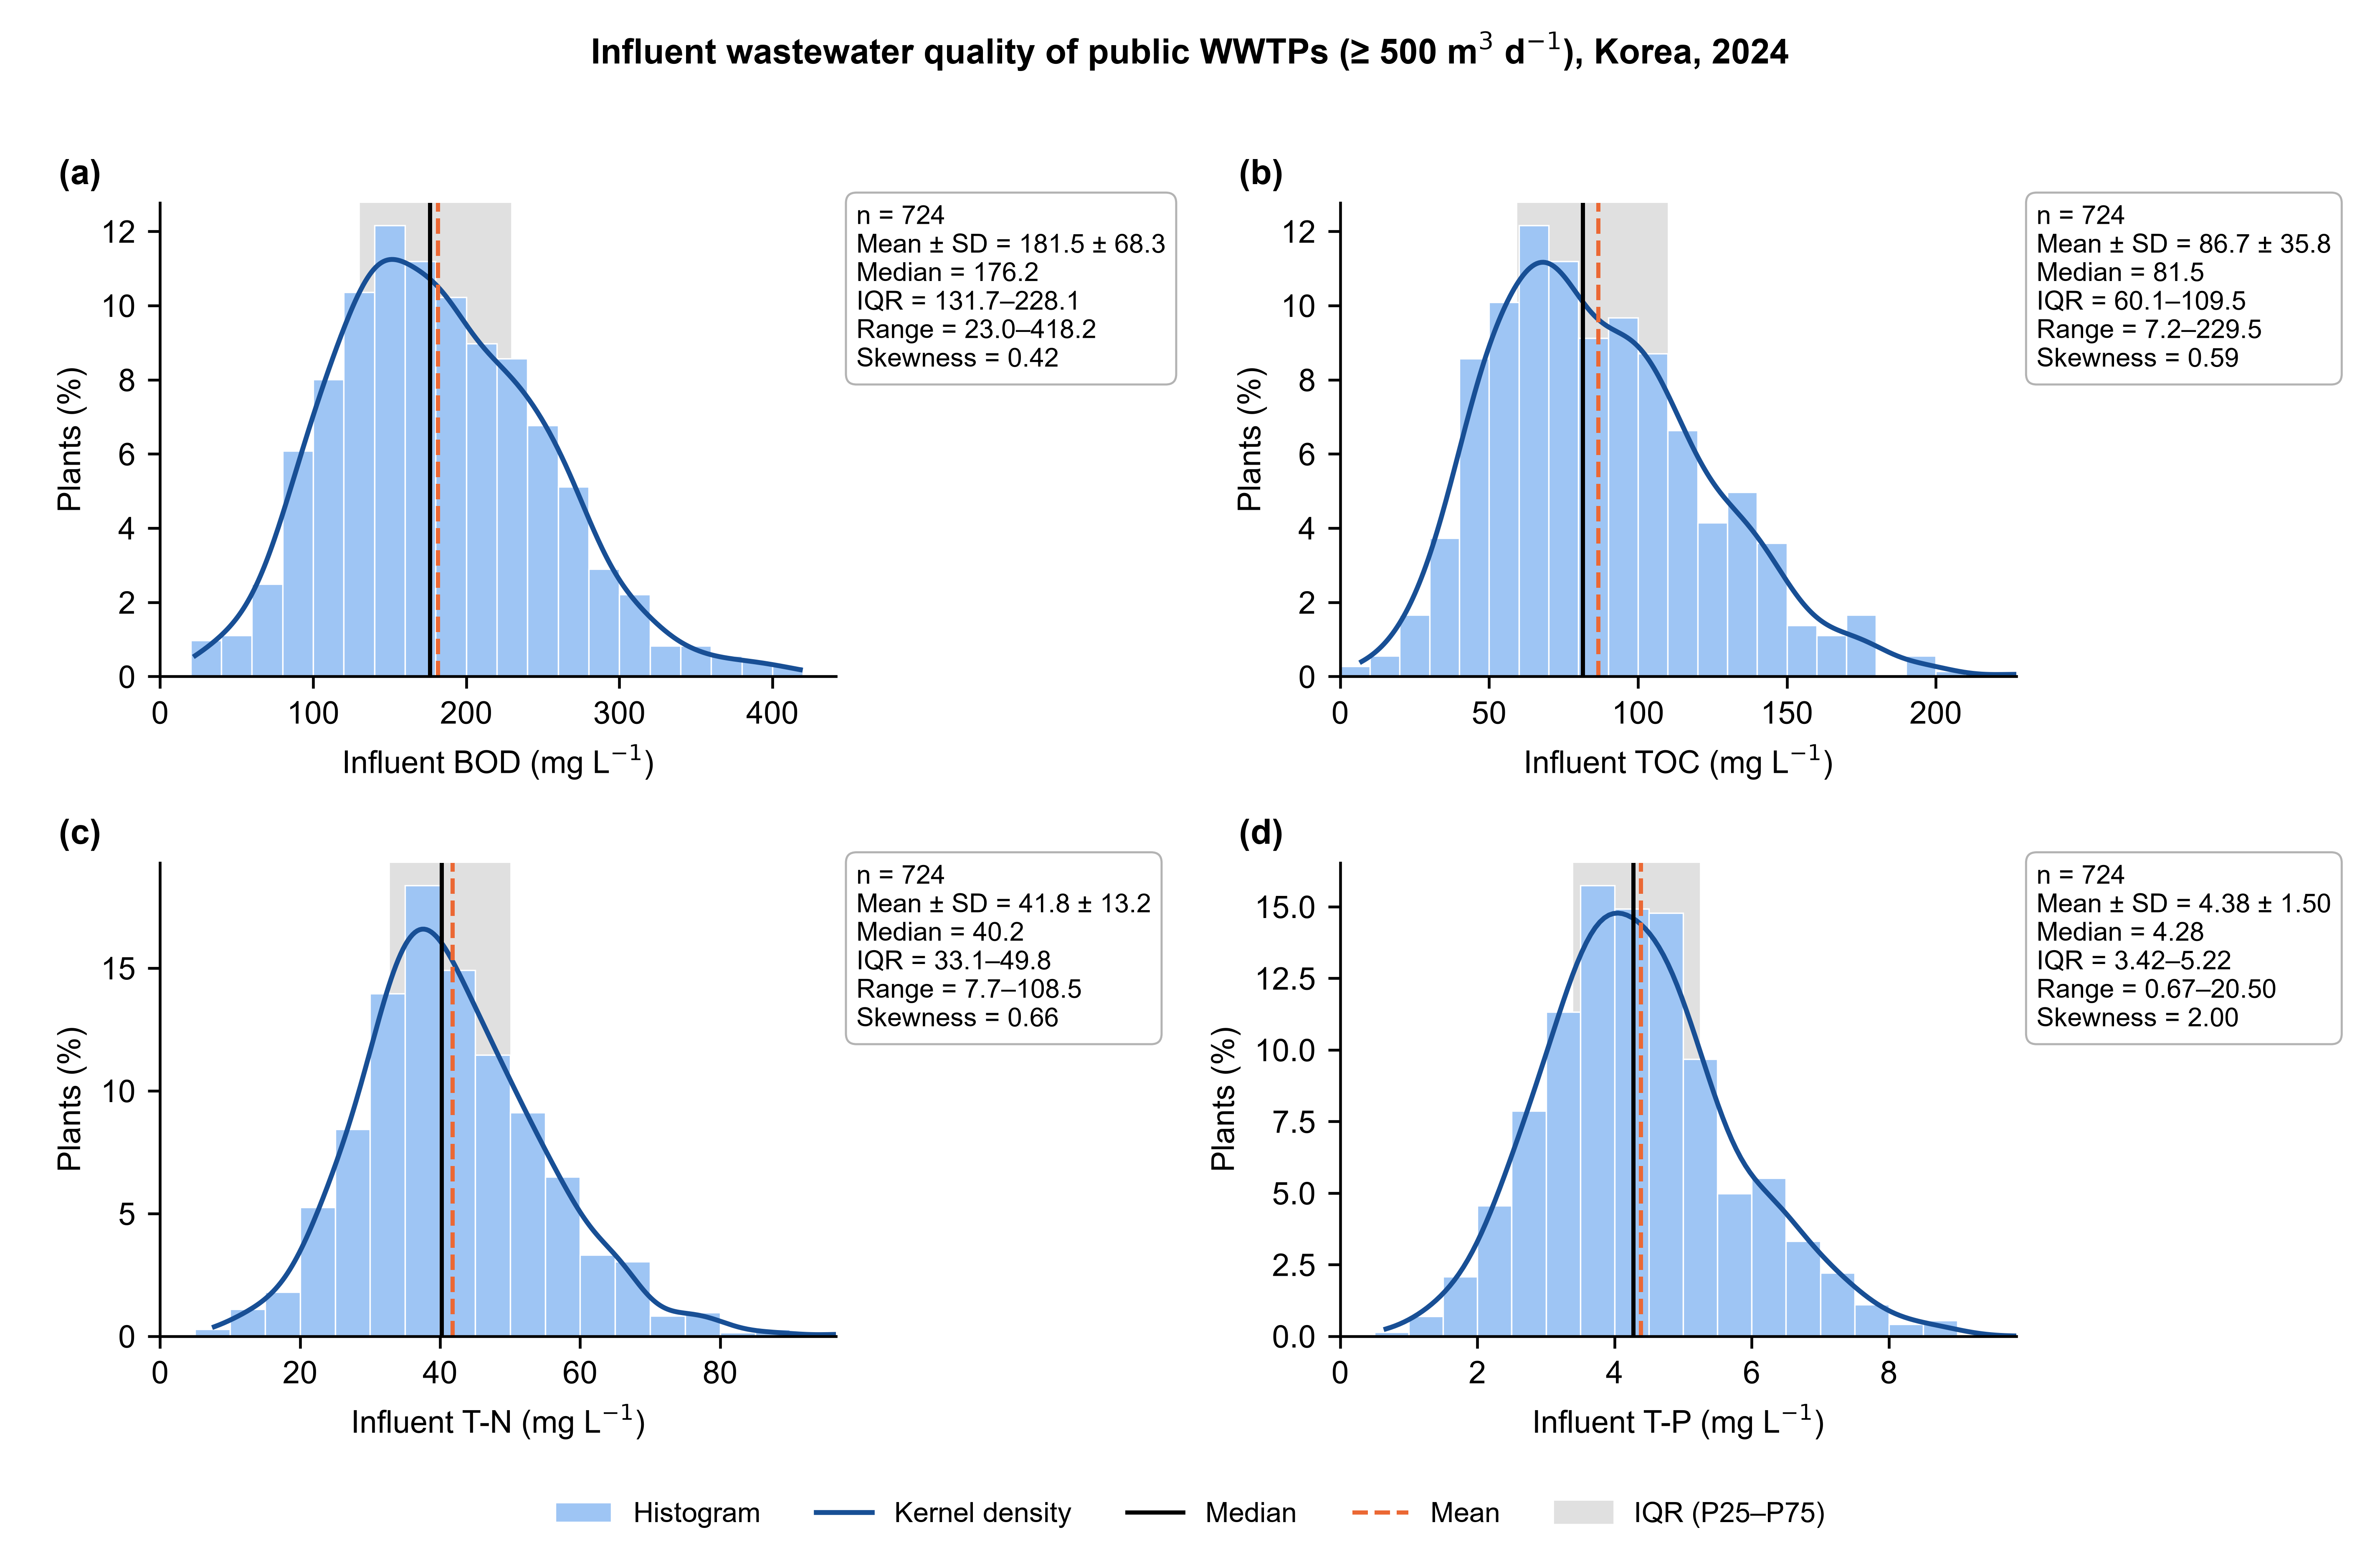 Influent wastewater quality of public WWTPs (≥ 500 m³ d⁻¹), Korea, 2024
(a)
Plants (%)
12
10
8
6
4
2
0
0 100 200 300 400
Influent BOD (mg L⁻¹)
n = 724
Mean ± SD = 181.5 ± 68.3
Median = 176.2
IQR = 131.7–228.1
Range = 23.0–418.2
Skewness = 0.42
(b)
Plants (%)
12
10
8
6
4
2
0
0 50 100 150 200
Influent TOC (mg L⁻¹)
n = 724
Mean ± SD = 86.7 ± 35.8
Median = 81.5
IQR = 60.1–109.5
Range = 7.2–229.5
Skewness = 0.59
(c)
Plants (%)
15
10
5
0
0 20 40 60 80
Influent T-N (mg L⁻¹)
n = 724
Mean ± SD = 41.8 ± 13.2
Median = 40.2
IQR = 33.1–49.8
Range = 7.7–108.5
Skewness = 0.66
(d)
Plants (%)
15.0
12.5
10.0
7.5
5.0
2.5
0.0
0 2 4 6 8
Influent T-P (mg L⁻¹)
n = 724
Mean ± SD = 4.38 ± 1.50
Median = 4.28
IQR = 3.42–5.22
Range = 0.67–20.50
Skewness = 2.00
Histogram Kernel density Median Mean IQR (P25–P75)